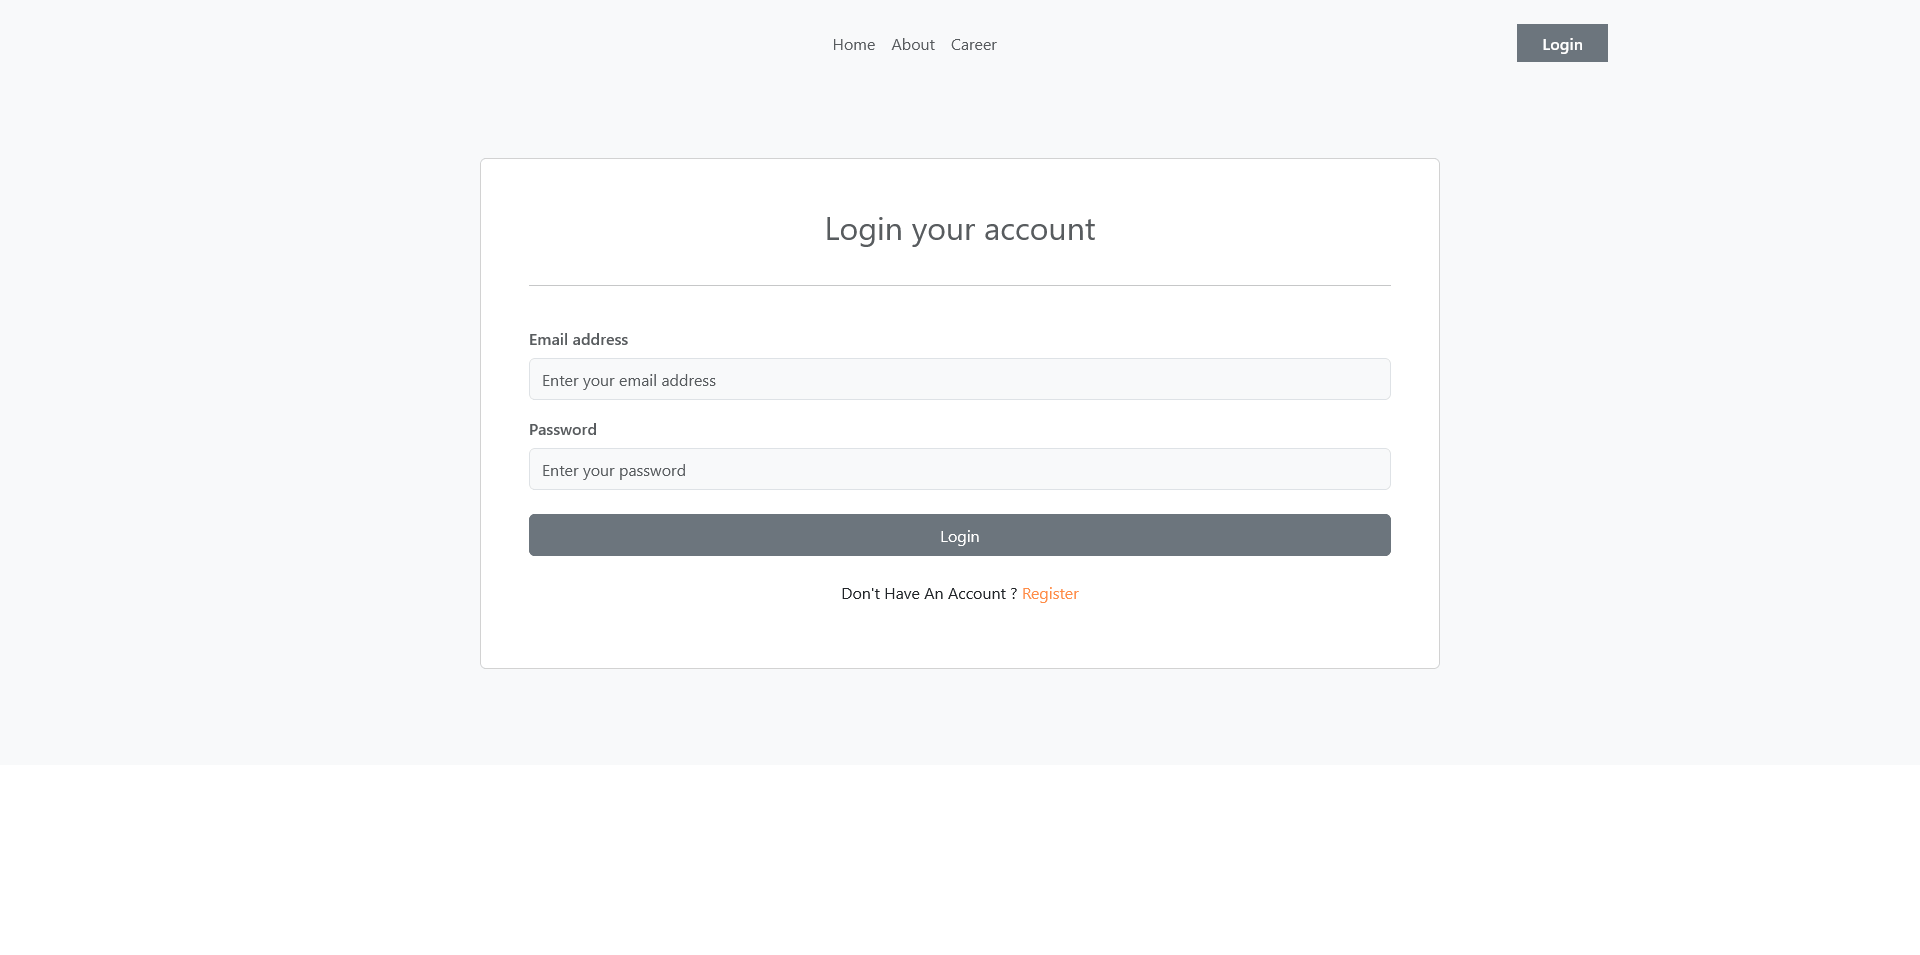 Home About Career Login
Login your account
Email address
Enter your email address
Password
Enter your password
Login
Don't Have An Account ? Register